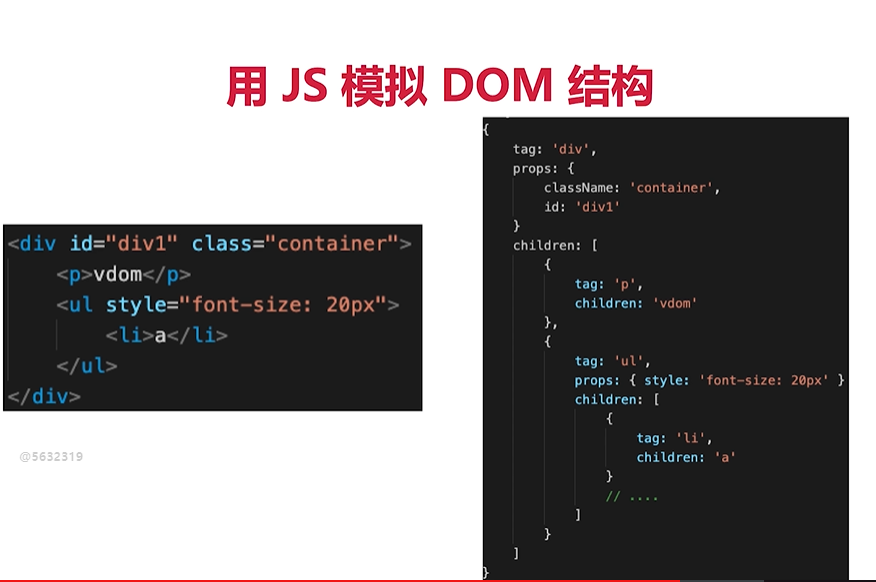 用 JS 模拟 DOM 结构
<div id="div1" class="container">
<p>vdom</p>
<ul style="font-size: 20px">
<li>a</li>
</ul>
</div>
@5632319
{
tag: 'div',
props: {
className: 'container',
id: 'div1'
}
children: [
{
tag: 'p',
children: 'vdom'
},
{
tag: 'ul',
props: { style: 'font-size: 20px' }
children: [
{
tag: 'li',
children: 'a'
}
// ....
]
}
]
}